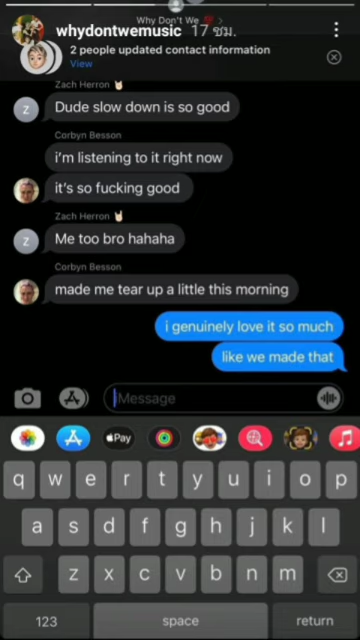 Why Don't We 💯 >
whydontwemusic 17 ชม.
2 people updated contact information
View
Zach Herron 🤘🏻
Dude slow down is so good
Corbyn Besson
i'm listening to it right now
it's so fucking good
Zach Herron 🤘🏻
Me too bro hahaha
Corbyn Besson
made me tear up a little this morning
i genuinely love it so much
like we made that
Message
Pay
q w e r t y u i o p
a s d f g h j k l
z x c v b n m
123 space return